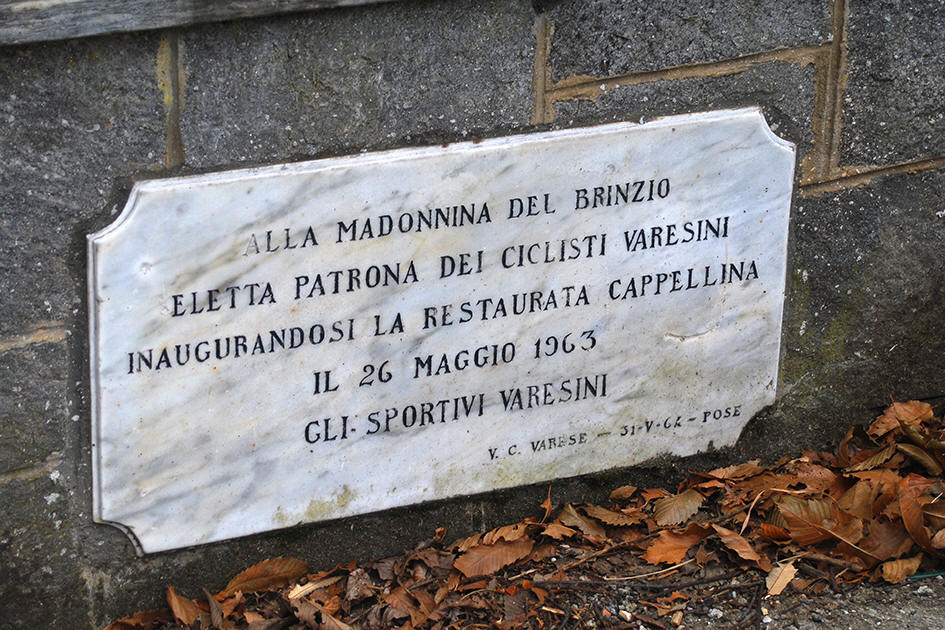 ALLA MADONNINA DEL BRINZIO
ELETTA PATRONA DEI CICLISTI VARESINI
INAUGURANDOSI LA RESTAURATA CAPPELLINA
IL 26 MAGGIO 1963
GLI SPORTIVI VARESINI
V. C. VARESE — 31-V-64 — POSE